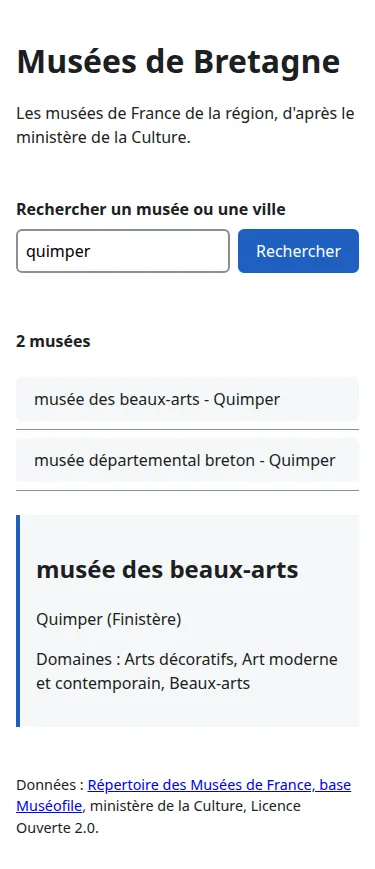 Musées de Bretagne
Les musées de France de la région, d'après le
ministère de la Culture.
Rechercher un musée ou une ville
quimper
Rechercher
2 musées
musée des beaux-arts - Quimper
musée départemental breton - Quimper
musée des beaux-arts
Quimper (Finistère)
Domaines : Arts décoratifs, Art moderne
et contemporain, Beaux-arts
Données : Répertoire des Musées de France, base
Muséofile, ministère de la Culture, Licence
Ouverte 2.0.